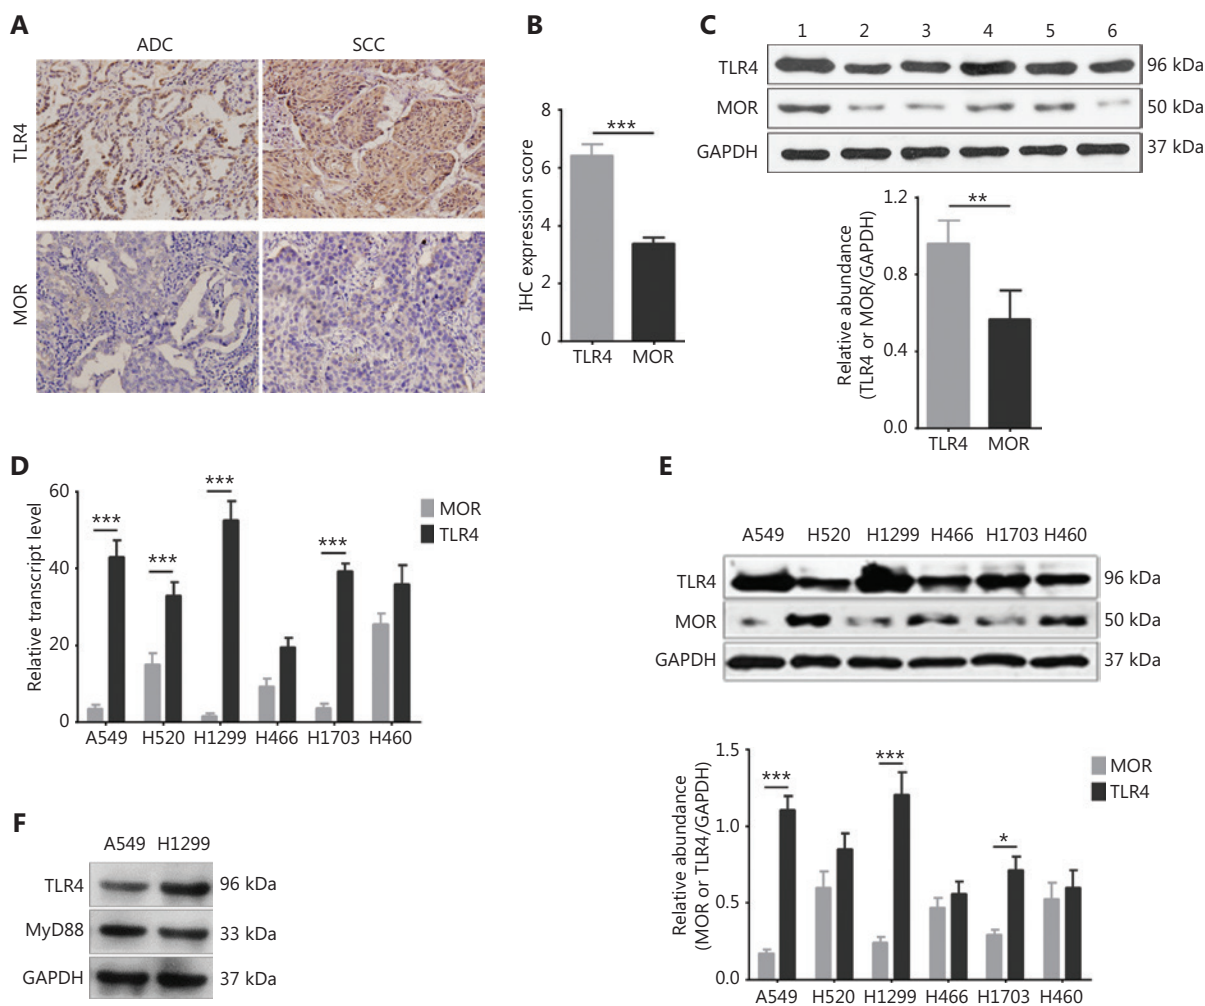 A
ADC
SCC
TLR4
MOR
B
IHC expression score
8
6
4
2
0
***
TLR4
MOR
C
1 2 3 4 5 6
TLR4
96 kDa
MOR
50 kDa
GAPDH
37 kDa
Relative abundance
(TLR4 or MOR/GAPDH)
1.2
0.8
0.4
0.0
**
TLR4
MOR
D
Relative transcript level
60
40
20
0
*** *** *** ***
MOR
TLR4
A549 H520 H1299 H466 H1703 H460
E
A549 H520 H1299 H466 H1703 H460
TLR4
96 kDa
MOR
50 kDa
GAPDH
37 kDa
Relative abundance
(MOR or TLR4/GAPDH)
1.5
1.0
0.5
0.0
*** *** *
MOR
TLR4
A549 H520 H1299 H466 H1703 H460
F
A549 H1299
TLR4
96 kDa
MyD88
33 kDa
GAPDH
37 kDa